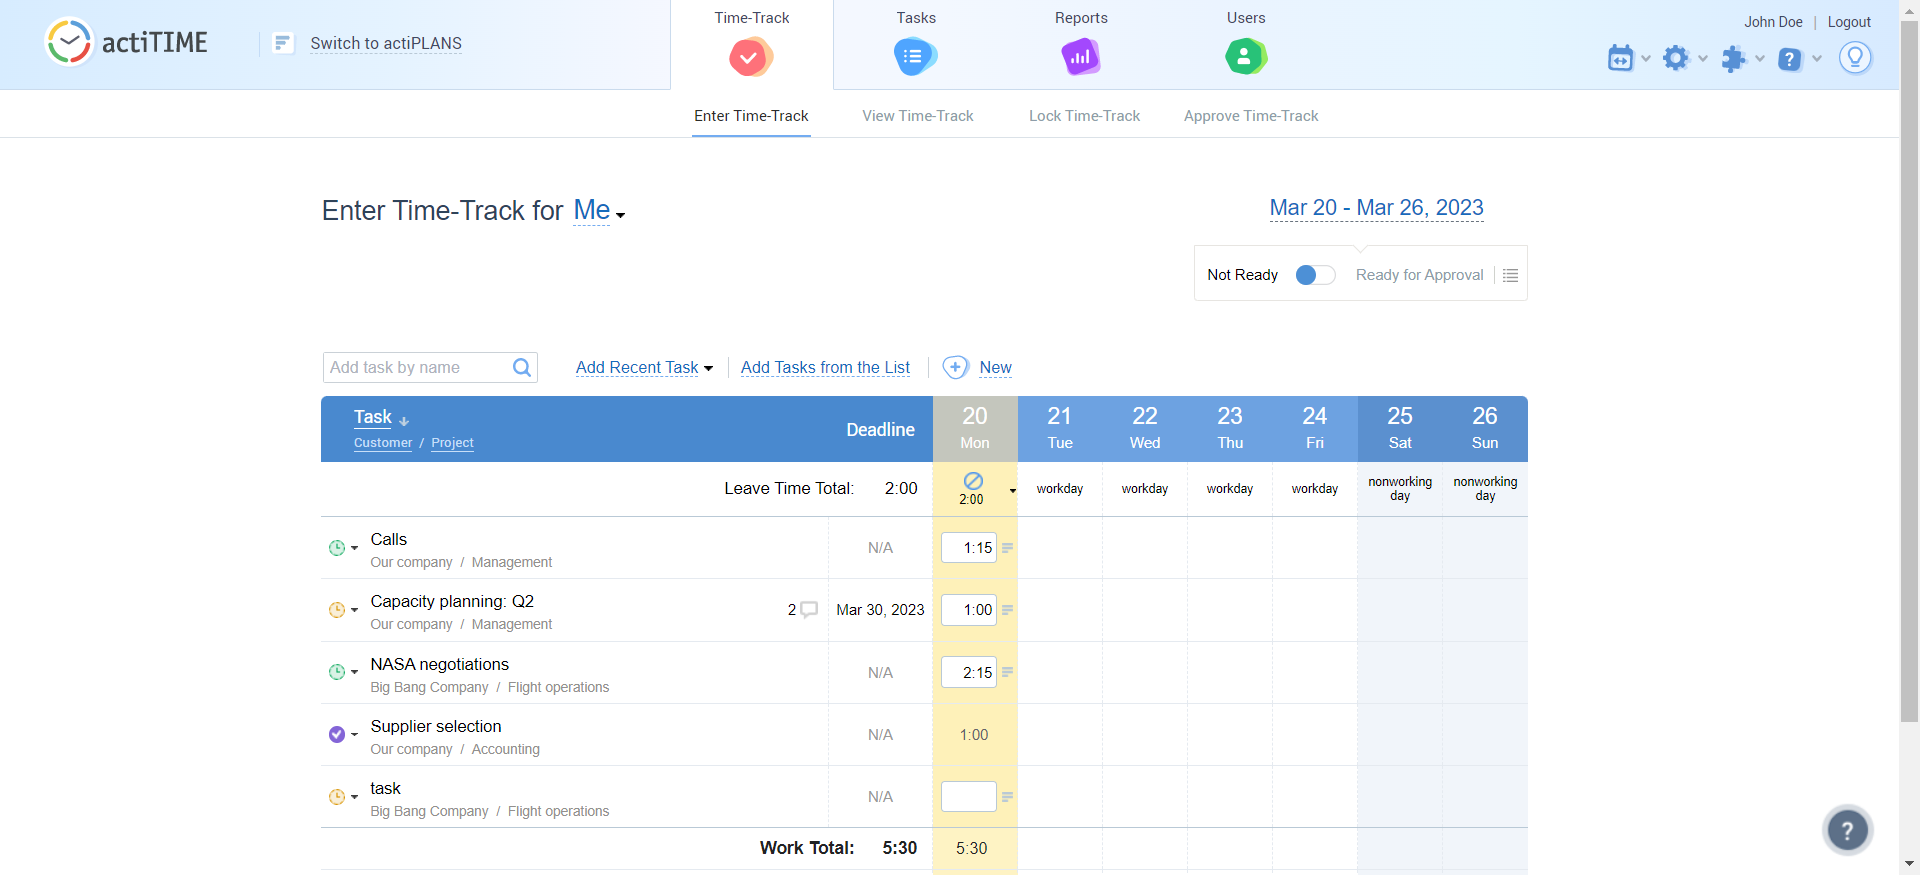 actiTIME
Switch to actiPLANS
Time-Track
Tasks
Reports
Users
John Doe | Logout
Enter Time-Track
View Time-Track
Lock Time-Track
Approve Time-Track
Enter Time-Track for Me
Mar 20 - Mar 26, 2023
Not Ready
Ready for Approval
Add task by name
Add Recent Task
Add Tasks from the List
New
Task
Customer / Project
Deadline
20
Mon
21
Tue
22
Wed
23
Thu
24
Fri
25
Sat
26
Sun
Leave Time Total: 2:00
2:00
workday
workday
workday
workday
nonworking
day
nonworking
day
Calls
Our company / Management
N/A
1:15
Capacity planning: Q2
Our company / Management
2
Mar 30, 2023
1:00
NASA negotiations
Big Bang Company / Flight operations
N/A
2:15
Supplier selection
Our company / Accounting
N/A
1:00
task
Big Bang Company / Flight operations
N/A
Work Total: 5:30
5:30
?
?